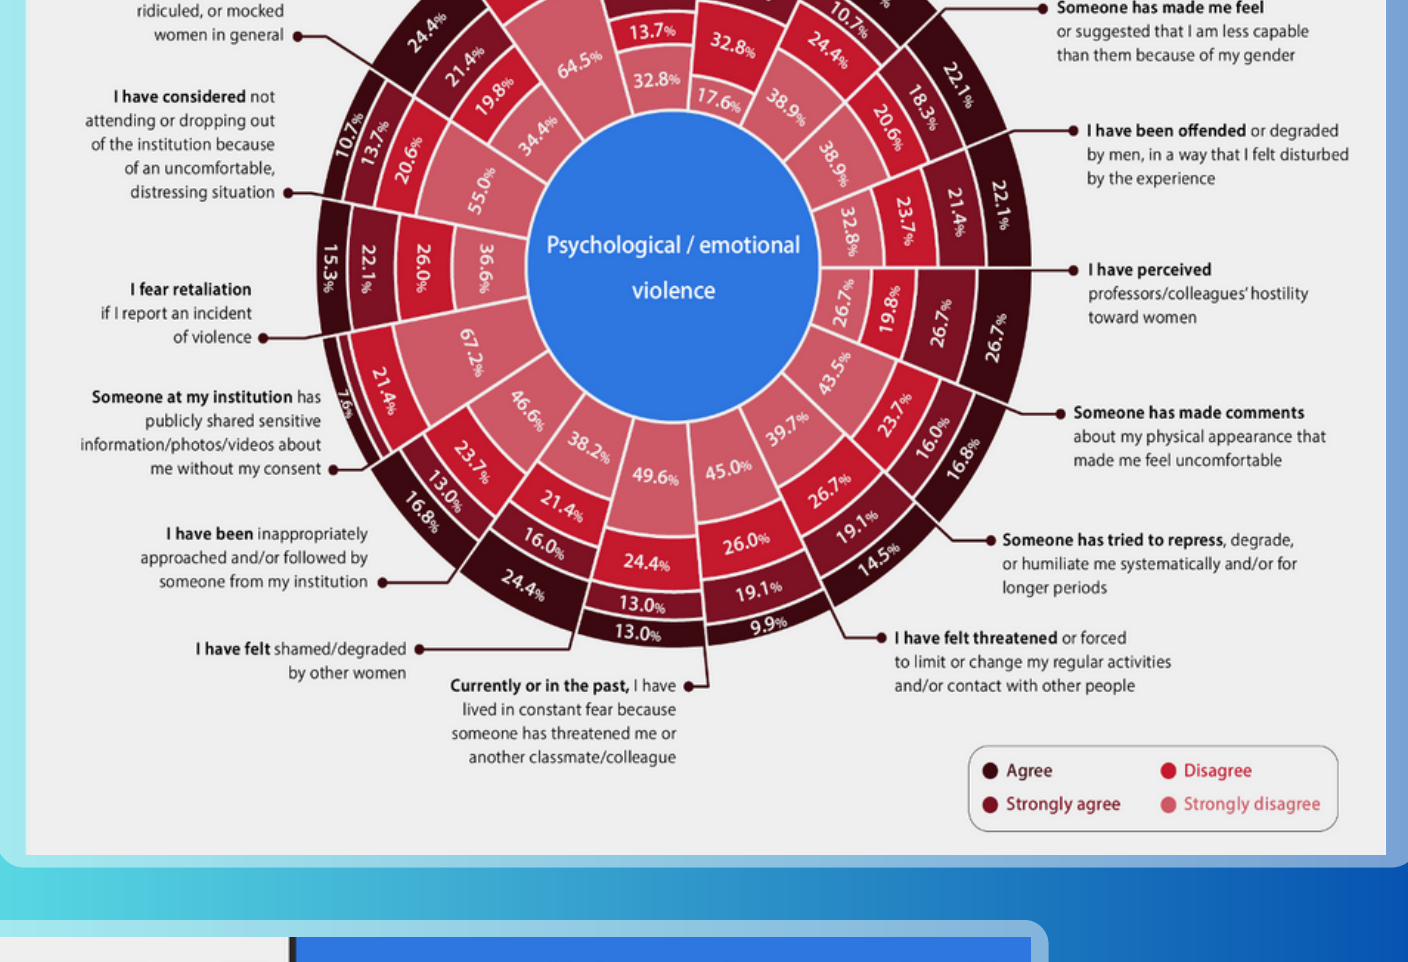 ridiculed, or mocked
women in general
I have considered not
attending or dropping out
of the institution because
of an uncomfortable,
distressing situation
I fear retaliation
if I report an incident
of violence
Someone at my institution has
publicly shared sensitive
information/photos/videos about
me without my consent
I have been inappropriately
approached and/or followed by
someone from my institution
I have felt shamed/degraded
by other women
Currently or in the past, I have
lived in constant fear because
someone has threatened me or
another classmate/colleague
Someone has made me feel
or suggested that I am less capable
than them because of my gender
I have been offended or degraded
by men, in a way that I felt disturbed
by the experience
I have perceived
professors/colleagues' hostility
toward women
Someone has made comments
about my physical appearance that
made me feel uncomfortable
Someone has tried to repress, degrade,
or humiliate me systematically and/or for
longer periods
I have felt threatened or forced
to limit or change my regular activities
and/or contact with other people
Psychological / emotional
violence
24.4%
21.4%
19.8%
34.4%
64.5%
13.7%
32.8%
32.8%
17.6%
10.7%
24.4%
38.9%
22.1%
18.3%
20.6%
38.9%
22.1%
21.4%
23.7%
32.8%
26.7%
26.7%
19.8%
26.7%
16.8%
16.0%
23.7%
43.5%
14.5%
19.1%
26.7%
39.7%
9.9%
19.1%
26.0%
45.0%
13.0%
13.0%
24.4%
49.6%
24.4%
16.0%
21.4%
38.2%
16.8%
13.0%
23.7%
46.6%
7.6%
21.4%
67.2%
15.3%
22.1%
26.0%
36.6%
10.7%
13.7%
20.6%
55.0%
Agree
Disagree
Strongly agree
Strongly disagree